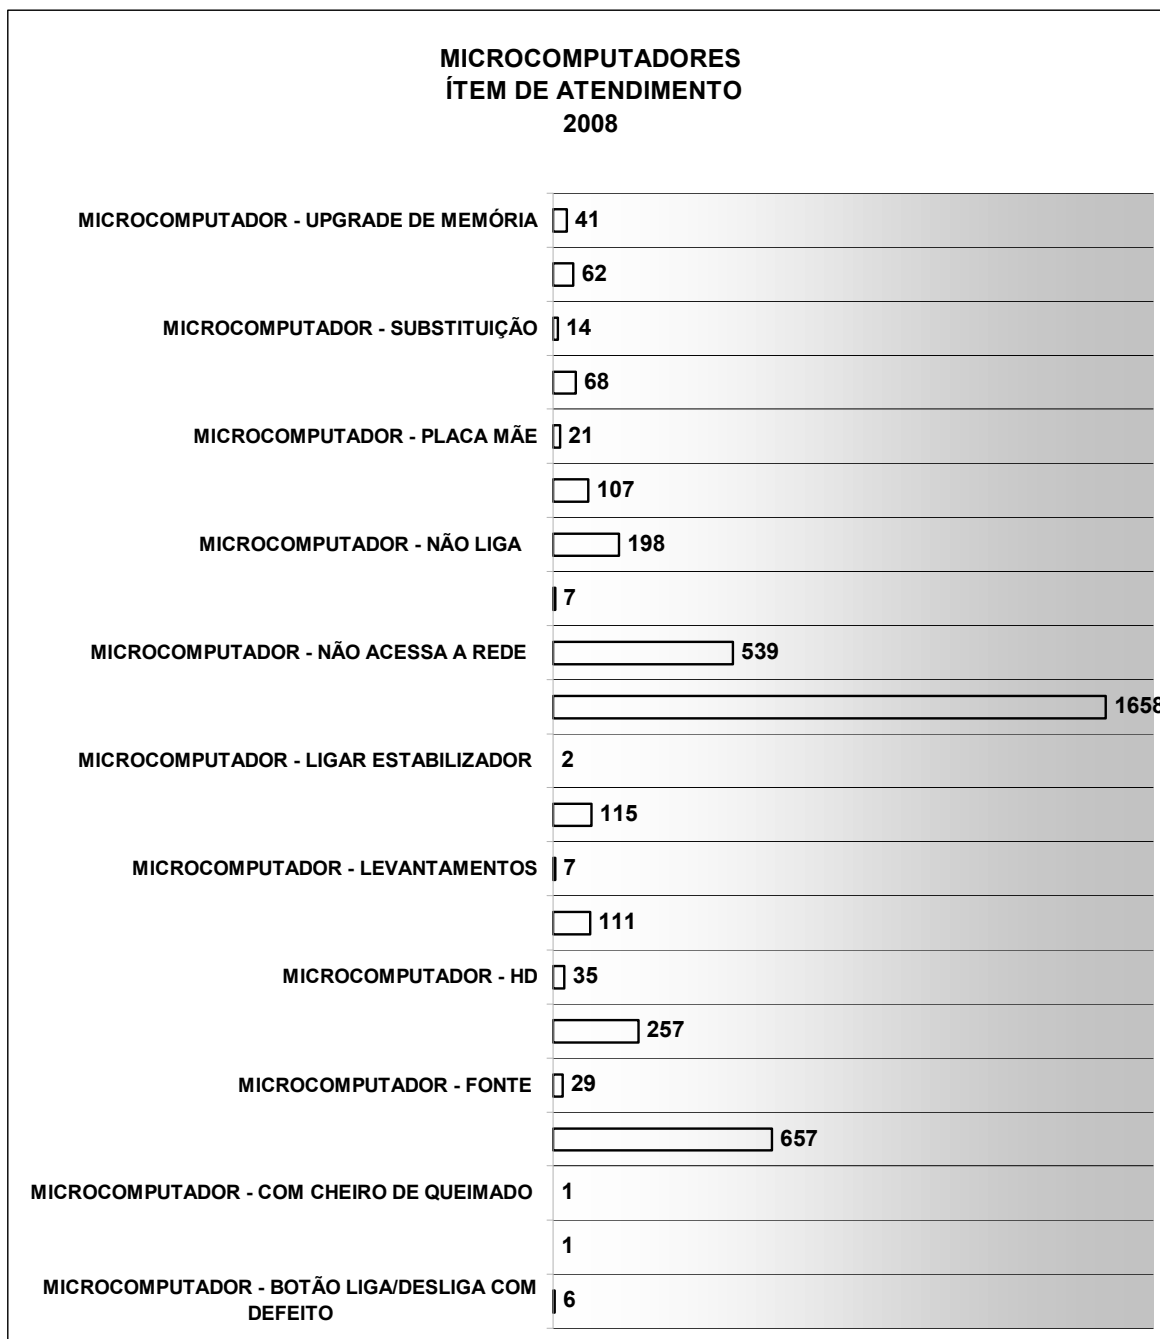 MICROCOMPUTADORES
ÍTEM DE ATENDIMENTO
2008
MICROCOMPUTADOR - UPGRADE DE MEMÓRIA 41
62
MICROCOMPUTADOR - SUBSTITUIÇÃO 14
68
MICROCOMPUTADOR - PLACA MÃE 21
107
MICROCOMPUTADOR - NÃO LIGA 198
7
MICROCOMPUTADOR - NÃO ACESSA A REDE 539
1658
MICROCOMPUTADOR - LIGAR ESTABILIZADOR 2
115
MICROCOMPUTADOR - LEVANTAMENTOS 7
111
MICROCOMPUTADOR - HD 35
257
MICROCOMPUTADOR - FONTE 29
657
MICROCOMPUTADOR - COM CHEIRO DE QUEIMADO 1
1
MICROCOMPUTADOR - BOTÃO LIGA/DESLIGA COM
DEFEITO 6